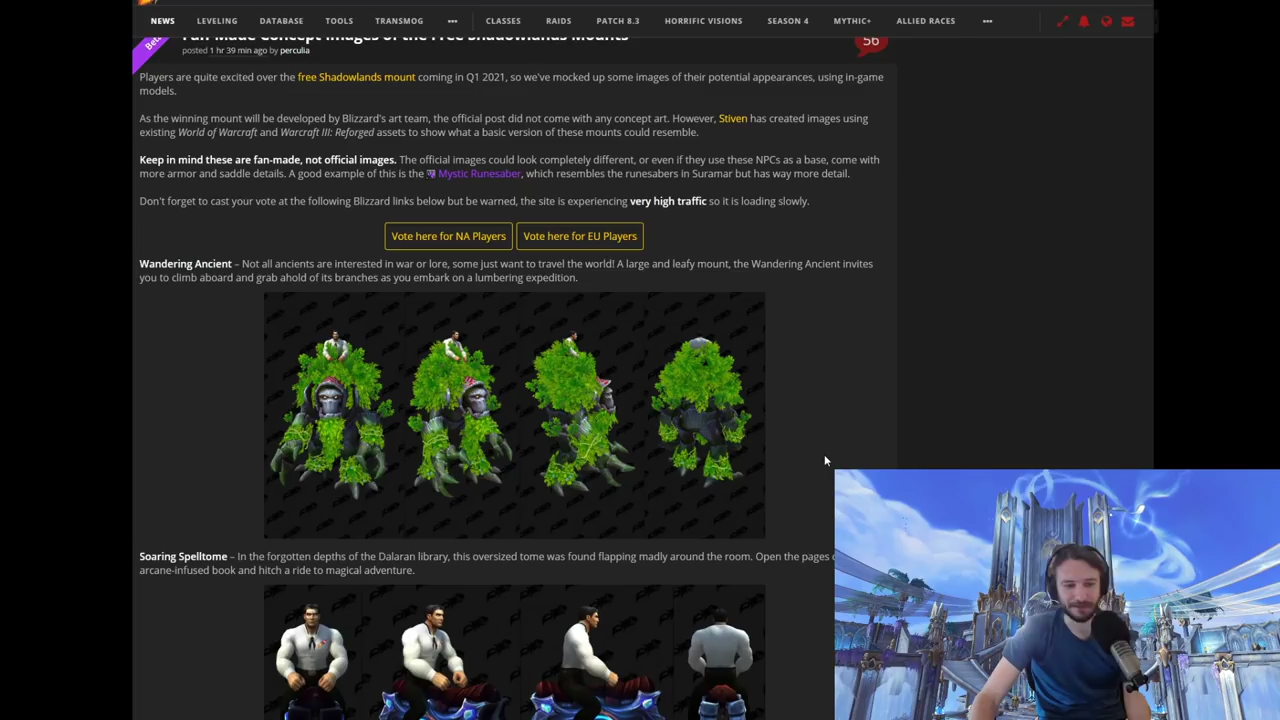 NEWS LEVELING DATABASE TOOLS TRANSMOG ••• CLASSES RAIDS PATCH 8.3 HORRIFIC VISIONS SEASON 4 MYTHIC+ ALLIED RACES •••
Beta
Fan-Made Concept Images of the Free Shadowlands Mounts
56
posted 1 hr 39 min ago by perculia
Players are quite excited over the free Shadowlands mount coming in Q1 2021, so we've mocked up some images of their potential appearances, using in-game
models.
As the winning mount will be developed by Blizzard's art team, the official post did not come with any concept art. However, Stiven has created images using
existing World of Warcraft and Warcraft III: Reforged assets to show what a basic version of these mounts could resemble.
Keep in mind these are fan-made, not official images. The official images could look completely different, or even if they use these NPCs as a base, come with
more armor and saddle details. A good example of this is the Mystic Runesaber, which resembles the runesabers in Suramar but has way more detail.
Don't forget to cast your vote at the following Blizzard links below but be warned, the site is experiencing very high traffic so it is loading slowly.
Vote here for NA Players Vote here for EU Players
Wandering Ancient – Not all ancients are interested in war or lore, some just want to travel the world! A large and leafy mount, the Wandering Ancient invites
you to climb aboard and grab ahold of its branches as you embark on a lumbering expedition.
Soaring Spelltome – In the forgotten depths of the Dalaran library, this oversized tome was found flapping madly around the room. Open the pages
arcane-infused book and hitch a ride to magical adventure.